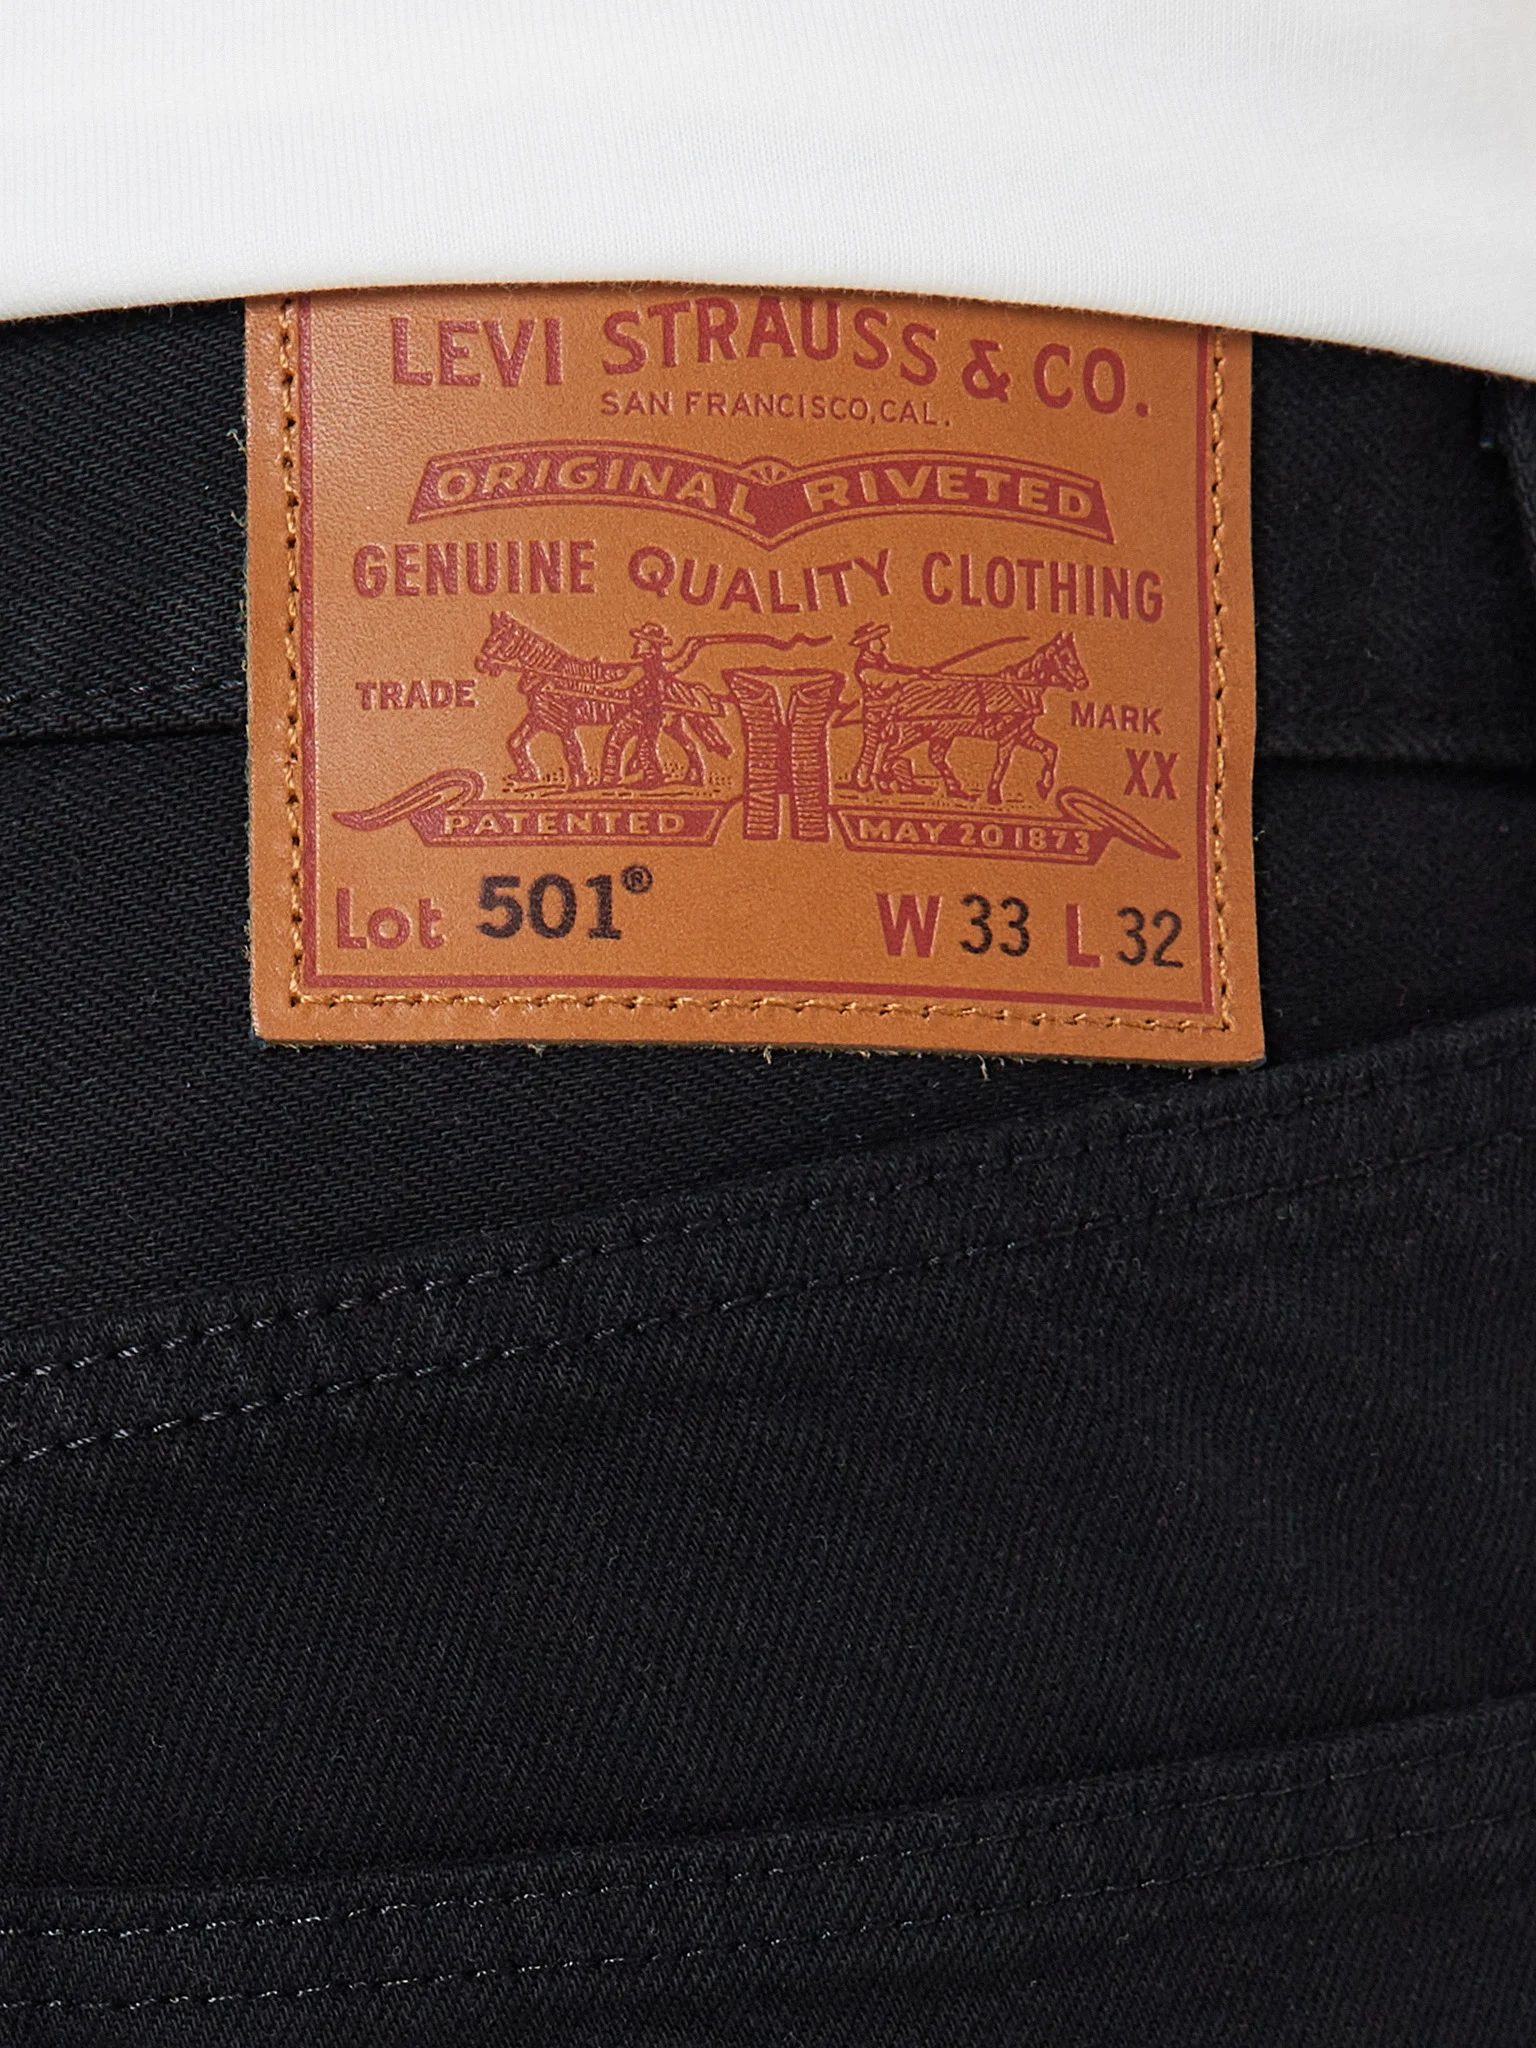 LEVI STRAUSS & CO.
SAN FRANCISCO, CAL.
ORIGINAL RIVETED
GENUINE QUALITY CLOTHING
TRADE MARK
XX
PATENTED MAY 20 1873
Lot 501® W 33 L 32